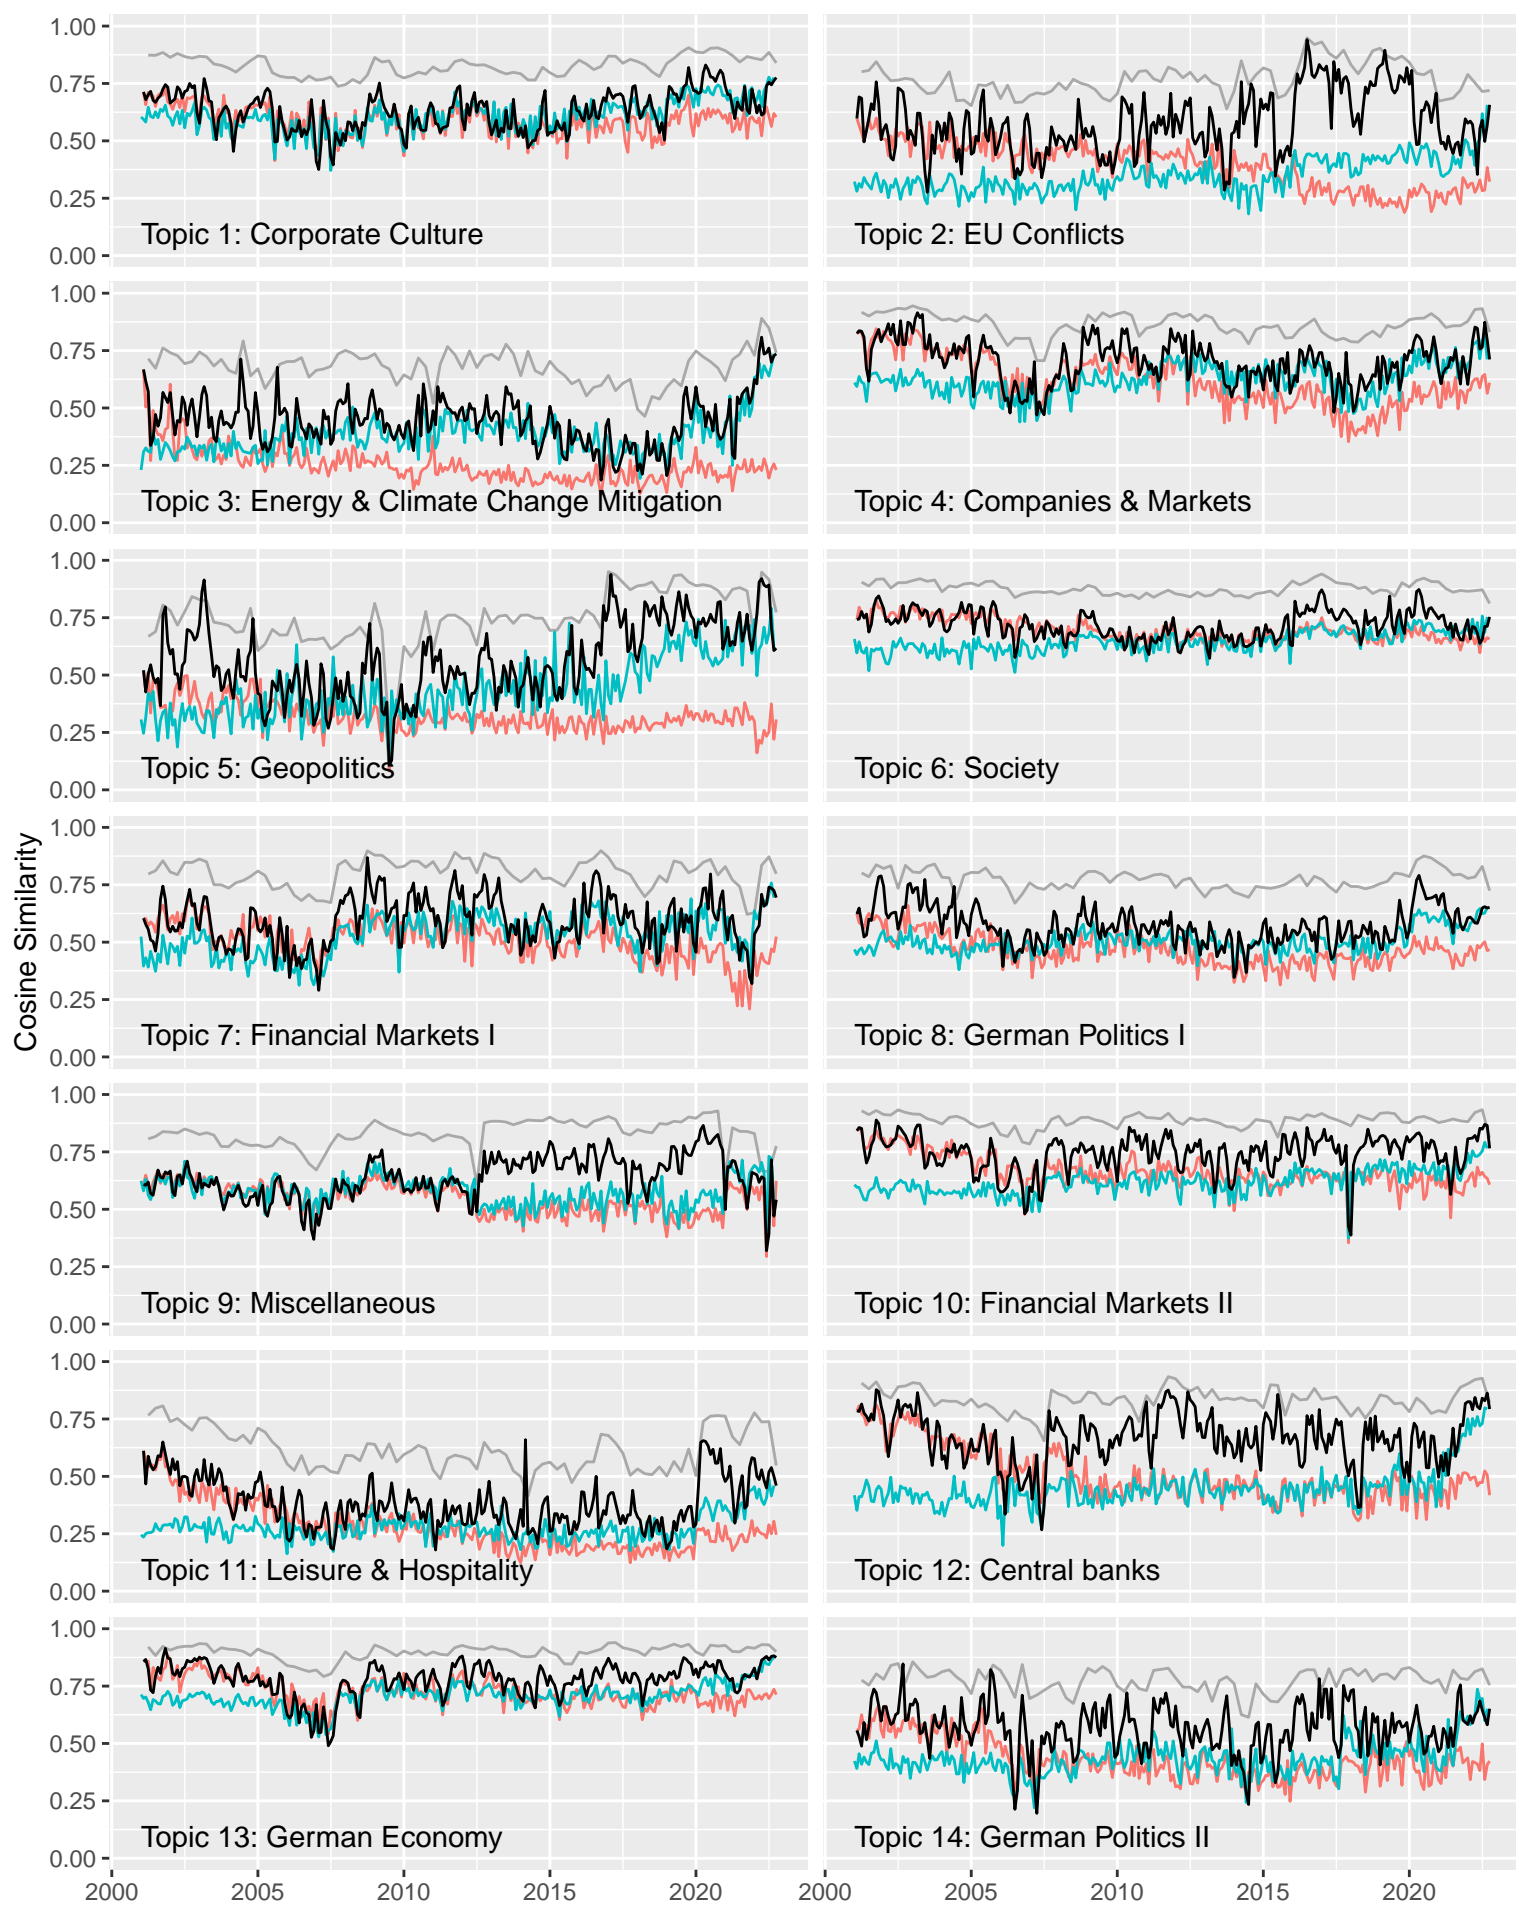 1.00
0.75
0.50
0.25
0.00
Topic 1: Corporate Culture
Topic 2: EU Conflicts
1.00
0.75
0.50
0.25
0.00
Topic 3: Energy & Climate Change Mitigation
Topic 4: Companies & Markets
1.00
0.75
0.50
0.25
0.00
Topic 5: Geopolitics
Topic 6: Society
Cosine Similarity
1.00
0.75
0.50
0.25
0.00
Topic 7: Financial Markets I
Topic 8: German Politics I
1.00
0.75
0.50
0.25
0.00
Topic 9: Miscellaneous
Topic 10: Financial Markets II
1.00
0.75
0.50
0.25
0.00
Topic 11: Leisure & Hospitality
Topic 12: Central banks
1.00
0.75
0.50
0.25
0.00
Topic 13: German Economy
Topic 14: German Politics II
2000 2005 2010 2015 2020 2000 2005 2010 2015 2020